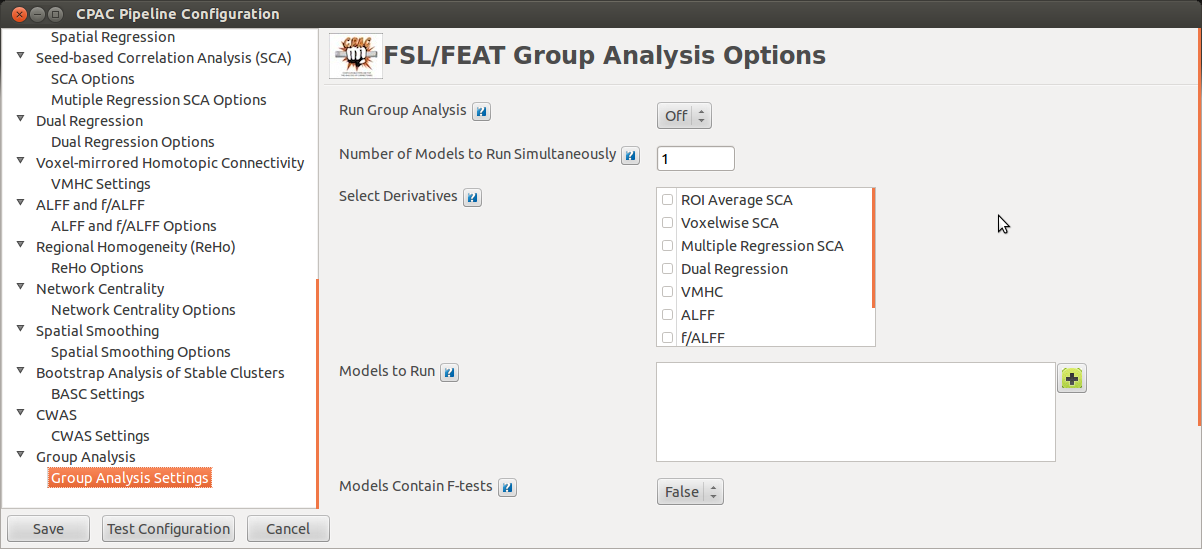 CPAC Pipeline Configuration
Spatial Regression
Seed-based Correlation Analysis (SCA)
SCA Options
Mutiple Regression SCA Options
Dual Regression
Dual Regression Options
Voxel-mirrored Homotopic Connectivity
VMHC Settings
ALFF and f/ALFF
ALFF and f/ALFF Options
Regional Homogeneity (ReHo)
ReHo Options
Network Centrality
Network Centrality Options
Spatial Smoothing
Spatial Smoothing Options
Bootstrap Analysis of Stable Clusters
BASC Settings
CWAS
CWAS Settings
Group Analysis
Group Analysis Settings
Save
Test Configuration
Cancel
CPAC
FSL/FEAT Group Analysis Options
Run Group Analysis ?
Off
Number of Models to Run Simultaneously ?
1
Select Derivatives ?
ROI Average SCA
Voxelwise SCA
Multiple Regression SCA
Dual Regression
VMHC
ALFF
f/ALFF
Models to Run ?
Models Contain F-tests ?
False